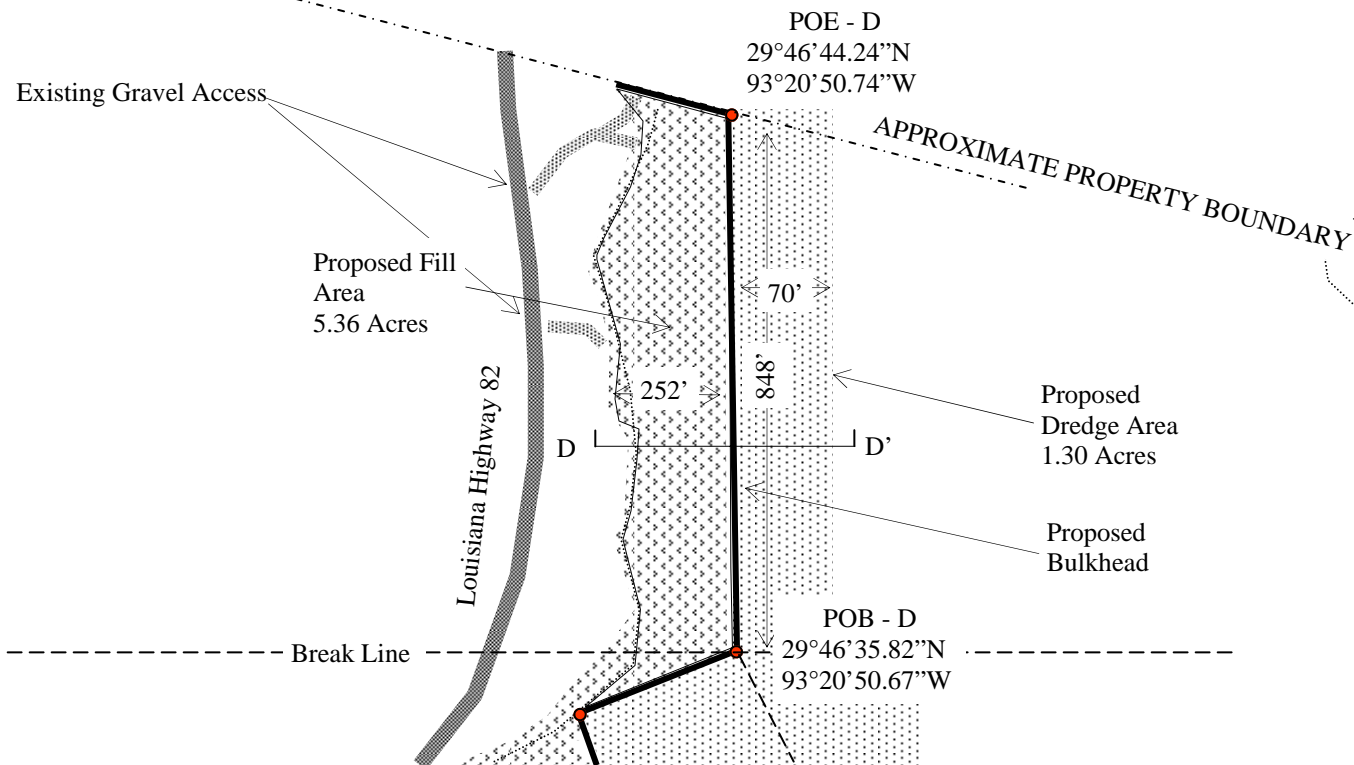 POE - D
29°46'44.24”N
93°20'50.74”W
Existing Gravel Access
APPROXIMATE PROPERTY BOUNDARY
Proposed Fill
Area
5.36 Acres
70’
848’
252’
Louisiana Highway 82
Proposed
Dredge Area
1.30 Acres
D
D’
Proposed
Bulkhead
POB - D
29°46’35.82”N
93°20’50.67”W
Break Line